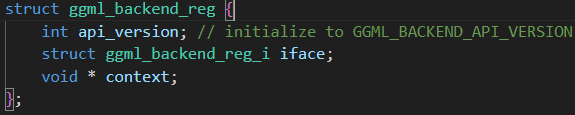 struct ggml_backend_reg {
    int api_version; // initialize to GGML_BACKEND_API_VERSION
    struct ggml_backend_reg_i iface;
    void * context;
};